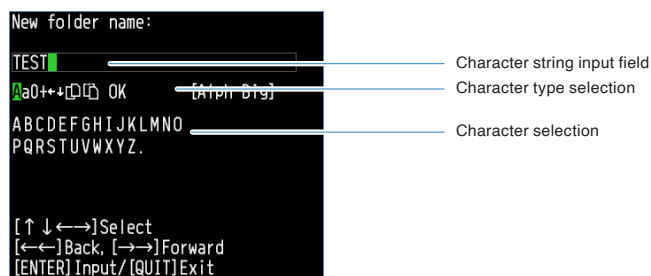 New folder name:
TEST
Character string input field
Aa0+←↓ OK [Alph Big]
Character type selection
ABCDEFGHIJKLMNO
Character selection
PQRSTUVWXYZ.
[↑↓←→]Select
[←←]Back, [→→]Forward
[ENTER]Input/[QUIT]Exit